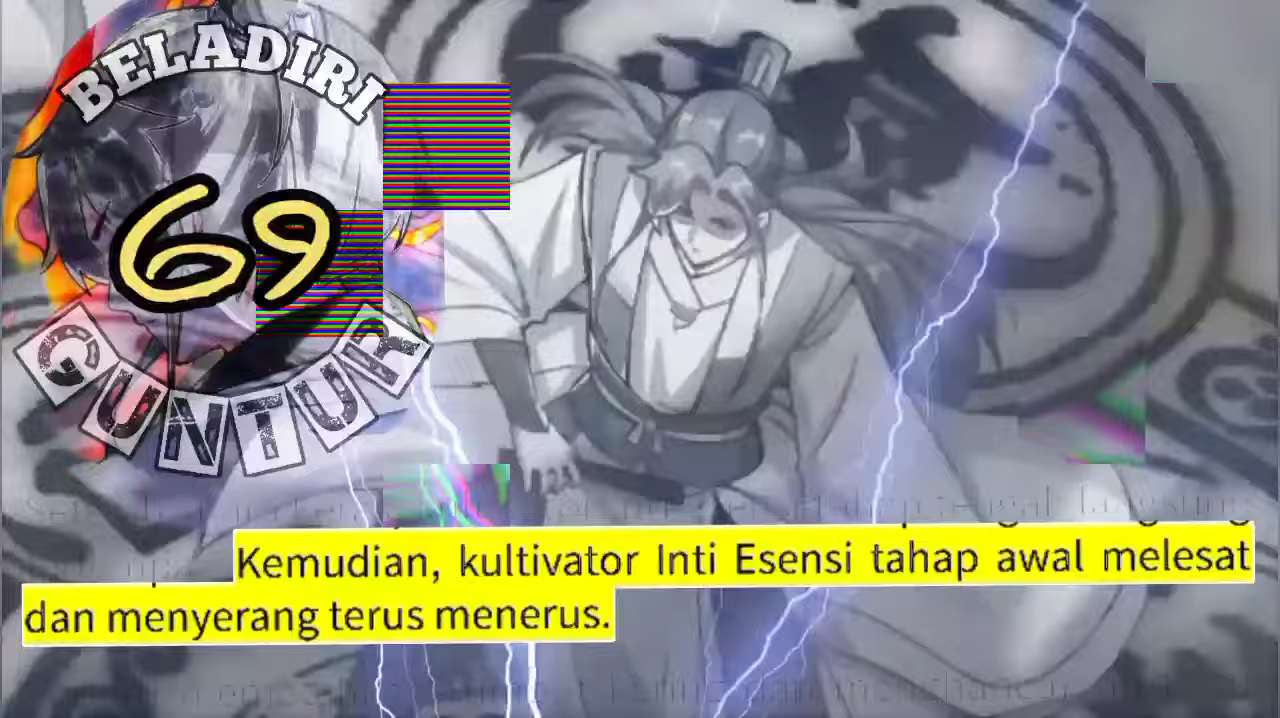 BELADIRI
69
GUNTUR
Kemudian, kultivator Inti Esensi tahap awal melesat
dan menyerang terus menerus.